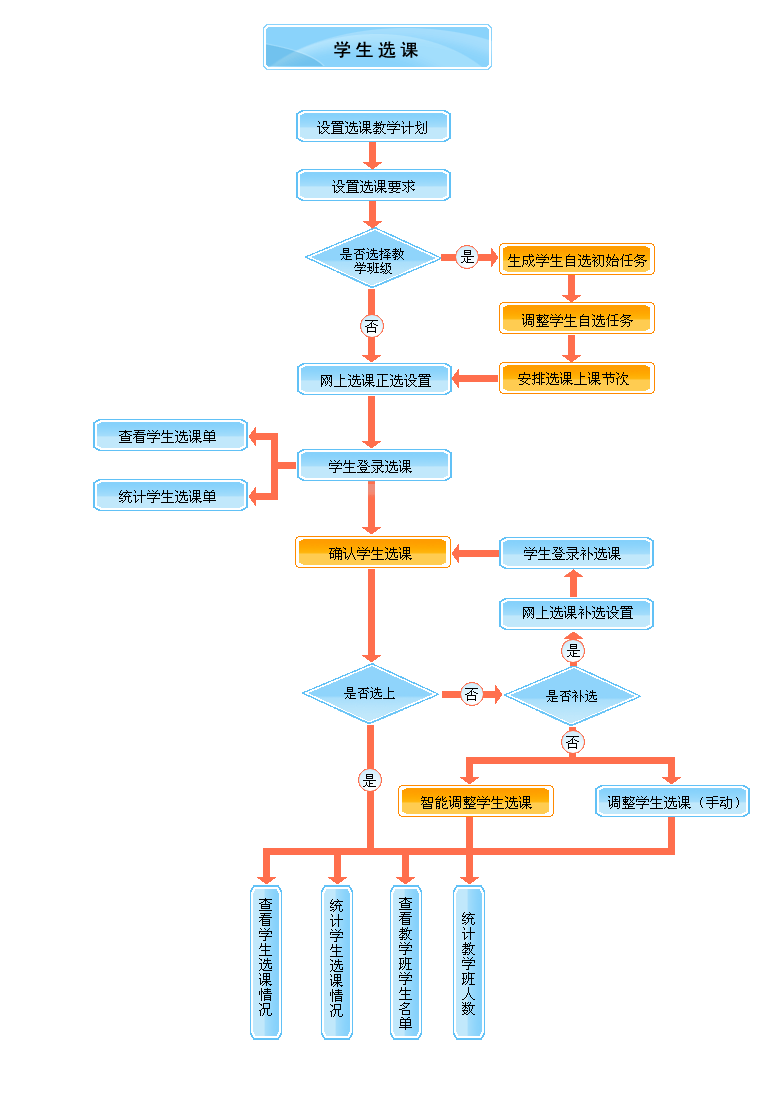 学生选课
设置选课教学计划
设置选课要求
是否选择教
学班级
是
生成学生自选初始任务
调整学生自选任务
否
网上选课正选设置
安排选课上课节次
查看学生选课单
学生登录选课
统计学生选课单
确认学生选课
学生登录补选课
网上选课补选设置
是
是否选上
否
是否补选
否
是
智能调整学生选课
调整学生选课（手动）
查看学生选课情况
统计学生选课情况
查看教学班学生名单
统计教学班人数